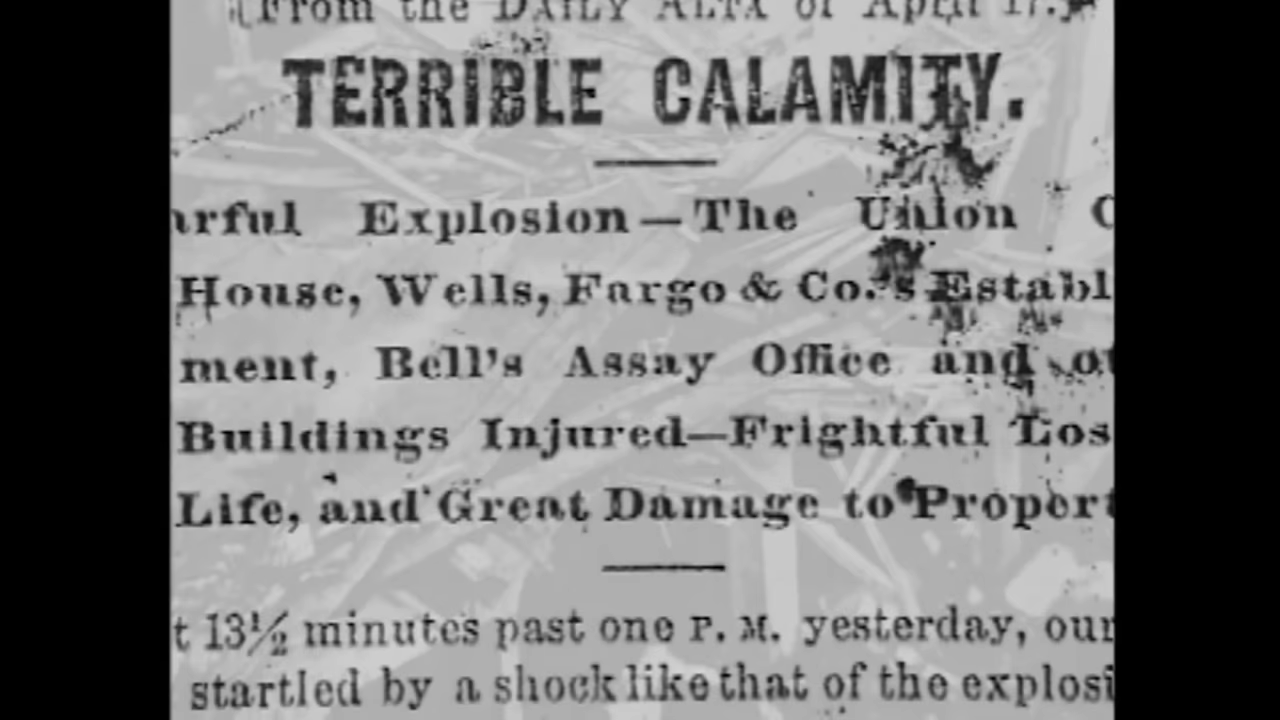 [From the DAILY ALTA of April 17.]
TERRIBLE CALAMITY.
arful Explosion—The Union C
House, Wells, Fargo & Co.'s Establ
ment, Bell's Assay Office and ot
Buildings Injured—Frightful Los
Life, and Great Damage to Propert
t 13½ minutes past one P. M. yesterday, our
startled by a shock like that of the explosi